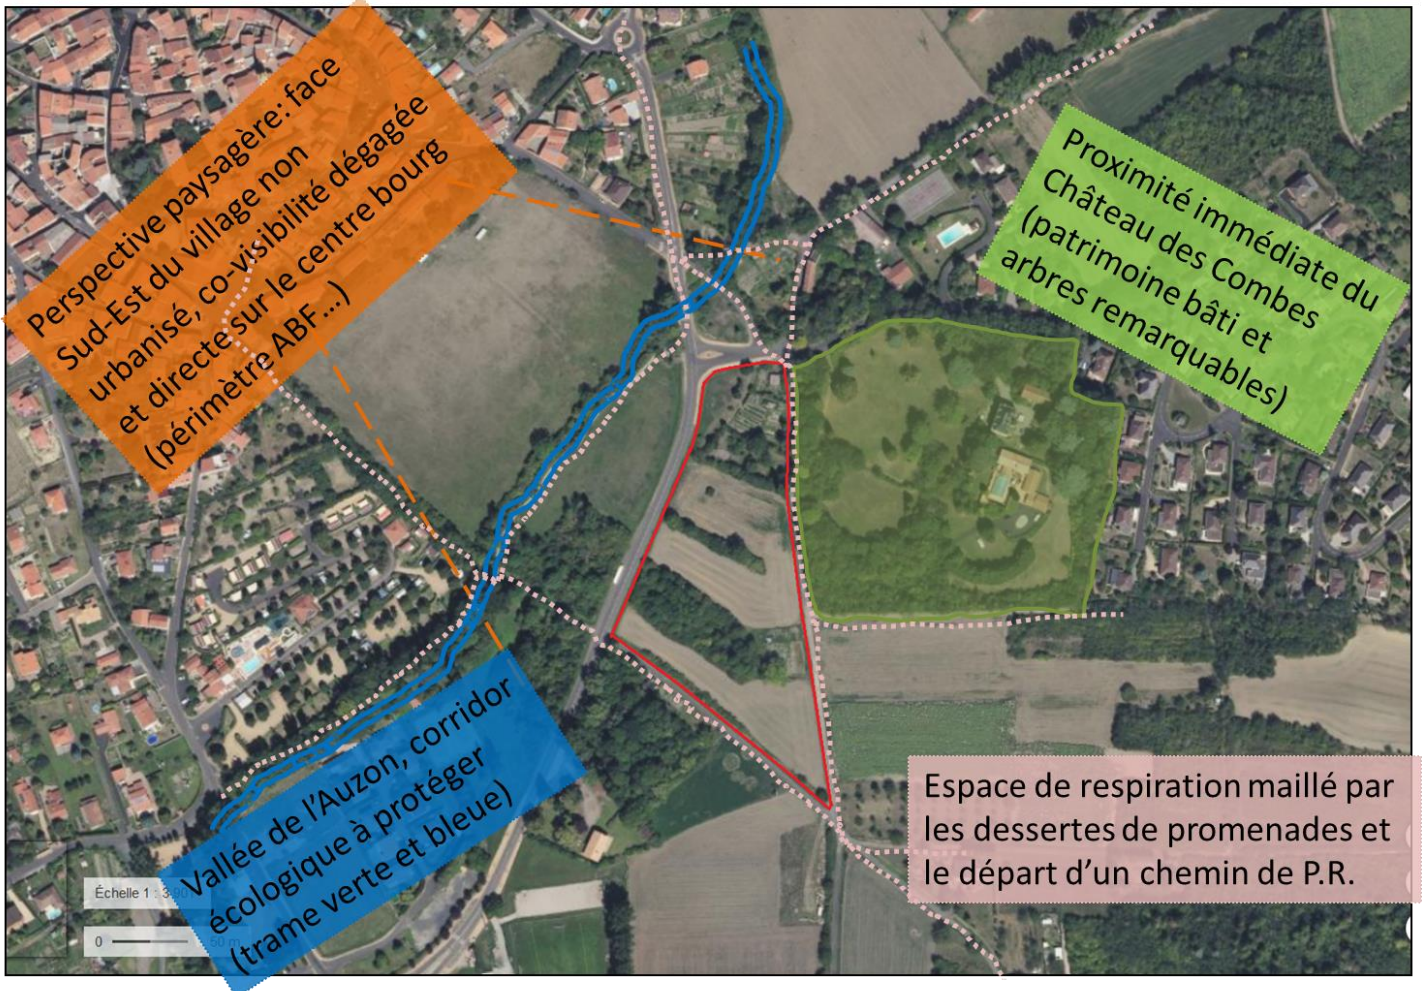 Perspective paysagère: face
Sud-Est du village non
urbanisé, co-visibilité dégagée
et directe sur le centre bourg
(périmètre ABF...)
Proximité immédiate du
Château des Combes
(patrimoine bâti et
arbres remarquables)
Vallée de l'Auzon, corridor
écologique à protéger
(trame verte et bleue)
Espace de respiration maillé par
les dessertes de promenades et
le départ d'un chemin de P.R.
Échelle 1 : 3,901
0 50 m